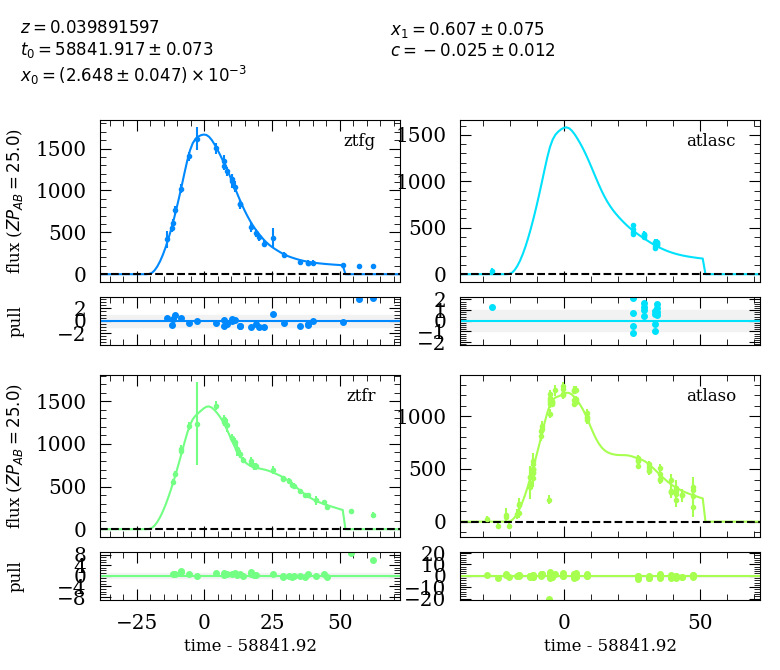 z = 0.039891597
t₀ = 58841.917 ± 0.073
x₀ = (2.648 ± 0.047) × 10⁻³
x₁ = 0.607 ± 0.075
c = −0.025 ± 0.012
flux (ZP_AB = 25.0)
1500
1000
500
0
ztfg
1500
1000
500
0
atlasc
pull
2
0
−2
2
1
0
−1
−2
flux (ZP_AB = 25.0)
1500
1000
500
0
ztfr
1000
500
0
atlaso
pull
8
4
0
−4
−8
20
10
0
−10
−20
−25
0
25
50
0
50
time - 58841.92
time - 58841.92